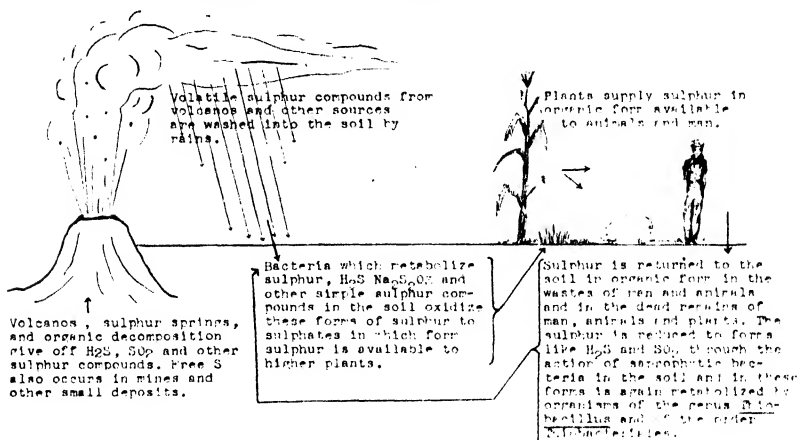 Volatile sulphur compounds from
volcanos and other sources
are washed into the soil by
rains.
Plants supply sulphur in
organic form available
to animals and man.
Volcanos, sulphur springs,
and organic decomposition
give off H2S, SO2 and other
sulphur compounds. Free S
also occurs in mines and
other small deposits.
Bacteria which metabolize
sulphur, H2S Na2S2O3 and
other simple sulphur com-
pounds in the soil oxidize
these forms of sulphur to
sulphates in which form
sulphur is available to
higher plants.
Sulphur is returned to the
soil in organic form in the
wastes of man and animals
and in the dead remains of
man, animals and plants. The
sulphur is reduced to forms
like H2S and SO2 through the
action of saprophytic bac-
teria in the soil and in these
forms is again metabolized by
organisms of the genus Thio-
bacillus and of the order
Thiobacteriales.